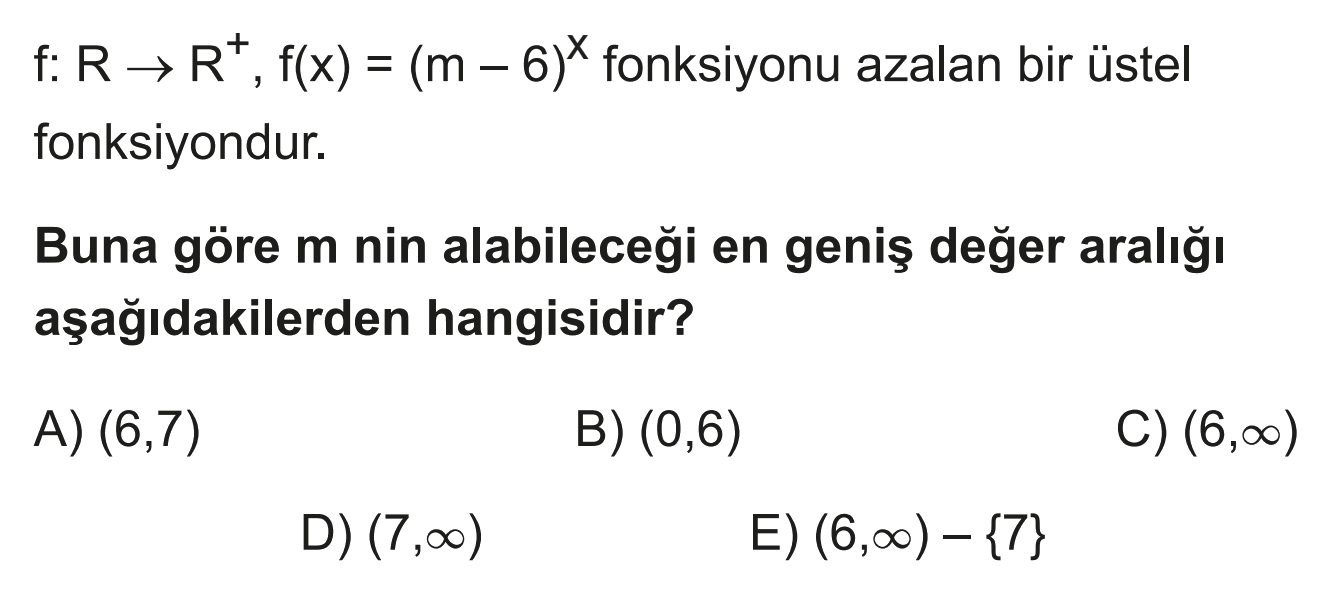 f: R → R⁺, f(x) = (m – 6)ˣ fonksiyonu azalan bir üstel
fonksiyondur.
Buna göre m nin alabileceği en geniş değer aralığı
aşağıdakilerden hangisidir?
A) (6,7) B) (0,6) C) (6,∞)
D) (7,∞) E) (6,∞) – {7}